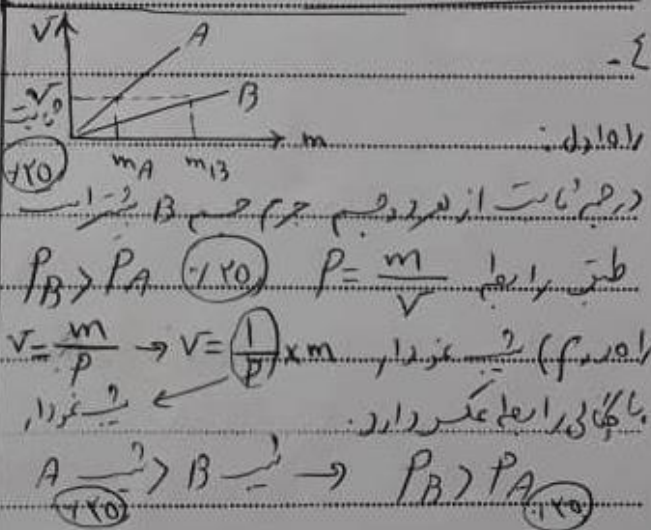 ۴-
V A
B
V ثابت
m
mA mB
۰/۲۵
راه اول:
در حجم ثابت از هر دو جسم جرم جسم B بیشتر است
طبق رابطه ρ = m/V ۰/۲۵ ρB > ρA
راه دوم) شیب نمودار V = m/ρ → V = (1/ρ) × m
با چگالی رابطه عکس دارد. شیب نمودار
شیب A > شیب B → ρB > ρA
۰/۲۵ ۰/۲۵